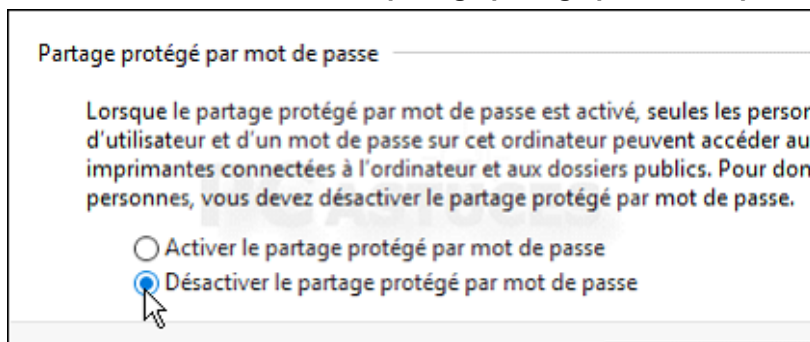 Partage protégé par mot de passe
Lorsque le partage protégé par mot de passe est activé, seules les person
d'utilisateur et d'un mot de passe sur cet ordinateur peuvent accéder au
imprimantes connectées à l'ordinateur et aux dossiers publics. Pour don
personnes, vous devez désactiver le partage protégé par mot de passe.
ASTUCES
Activer le partage protégé par mot de passe
Désactiver le partage protégé par mot de passe